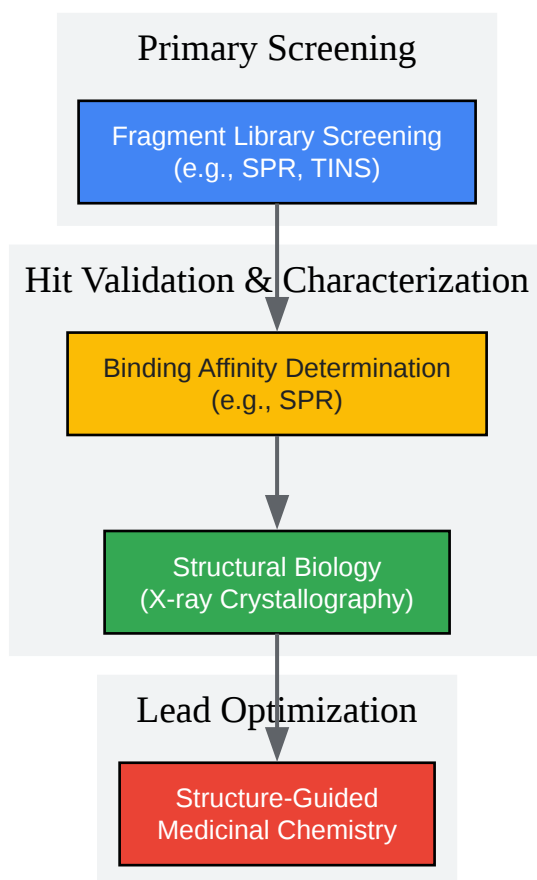 Primary Screening
Fragment Library Screening
(e.g., SPR, TINS)
Hit Validation & Characterization
Binding Affinity Determination
(e.g., SPR)
Structural Biology
(X-ray Crystallography)
Lead Optimization
Structure-Guided
Medicinal Chemistry